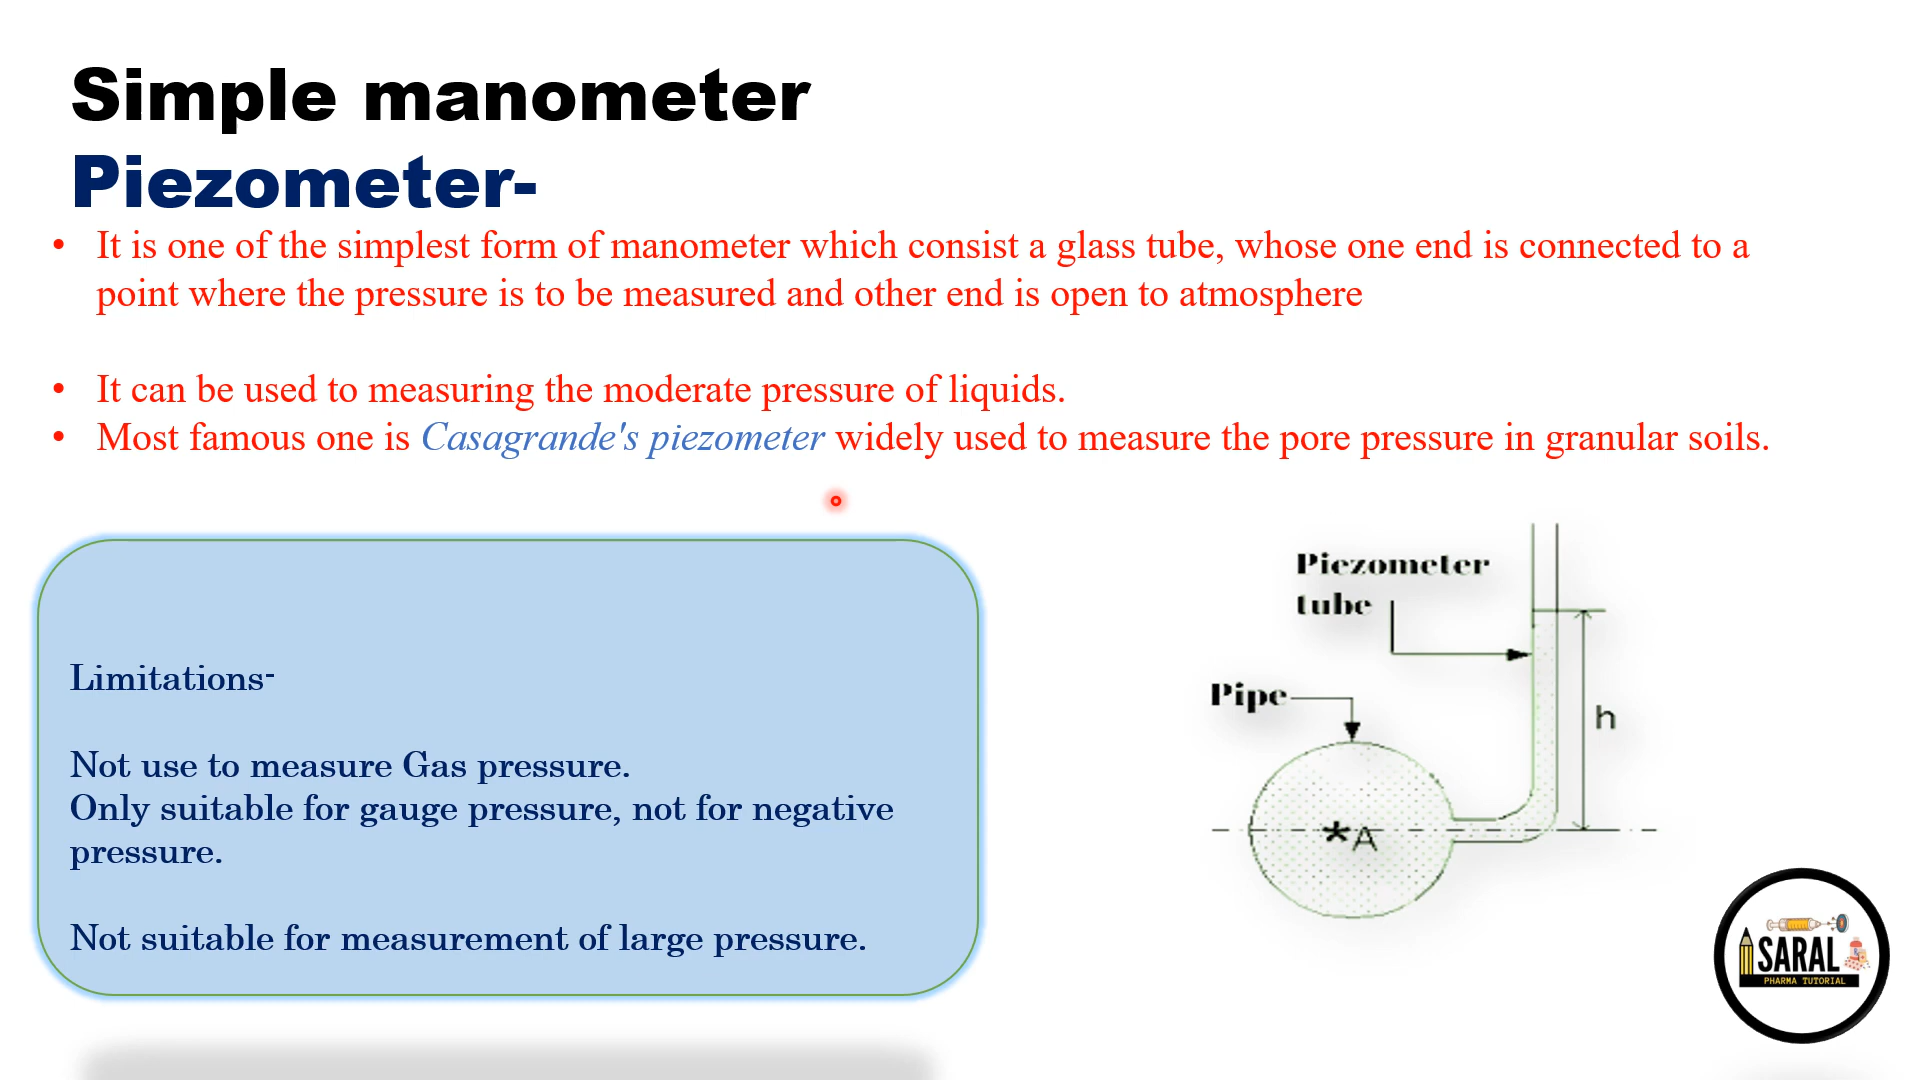 Simple manometer
Piezometer-
• It is one of the simplest form of manometer which consist a glass tube, whose one end is connected to a
point where the pressure is to be measured and other end is open to atmosphere
• It can be used to measuring the moderate pressure of liquids.
• Most famous one is Casagrande's piezometer widely used to measure the pore pressure in granular soils.
Limitations-
Not use to measure Gas pressure.
Only suitable for gauge pressure, not for negative
pressure.
Not suitable for measurement of large pressure.
Piezometer
tube
Pipe
h
*A
SARAL
PHARMA TUTORIAL